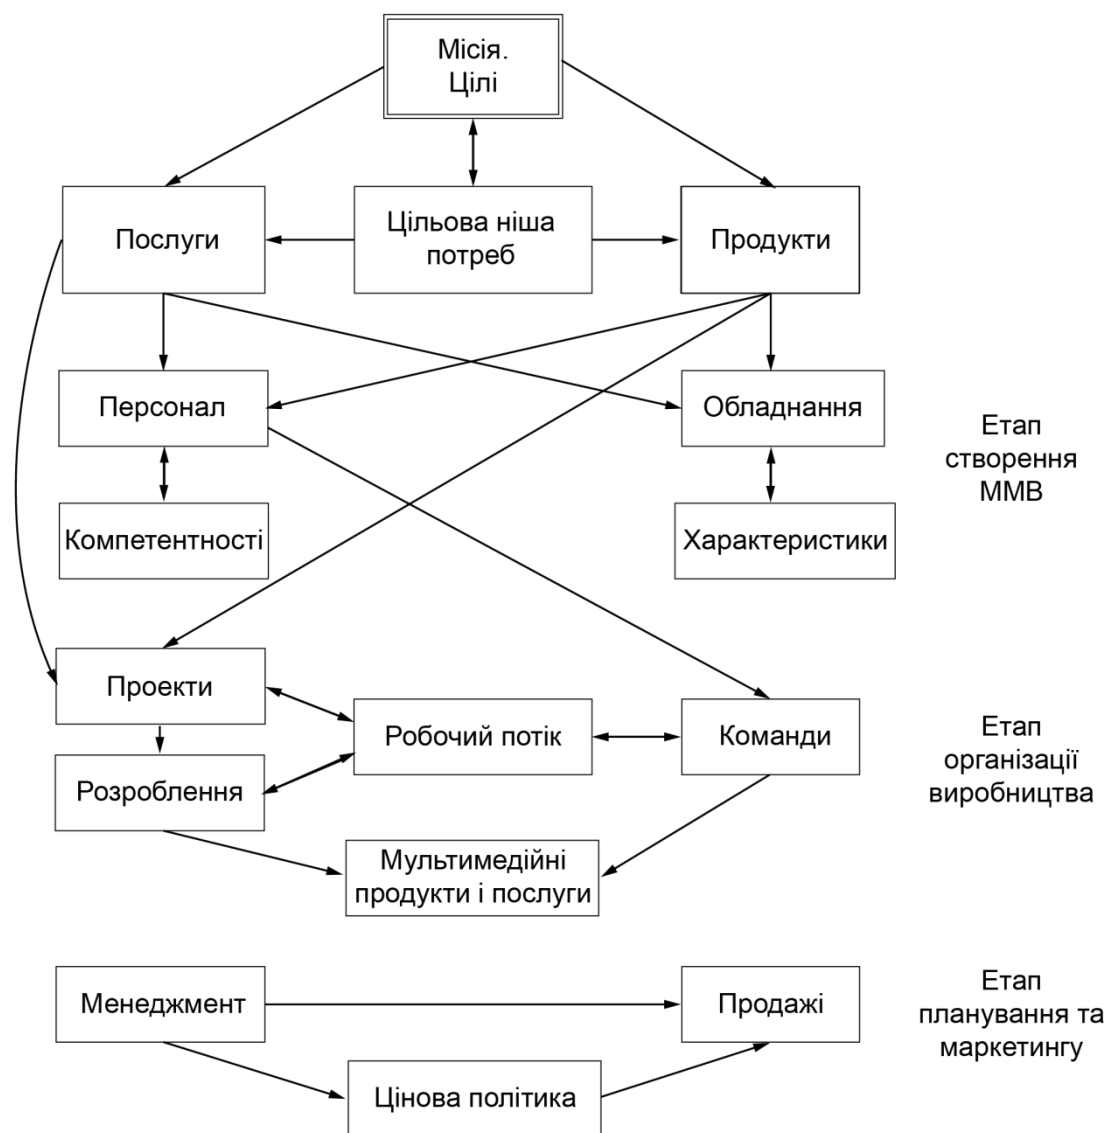 Місія.
Цілі
Послуги
Цільова ніша
потреб
Продукти
Персонал
Обладнання
Етап
створення
ММВ
Компетентності
Характеристики
Проекти
Робочий потік
Команди
Етап
організації
виробництва
Розроблення
Мультимедійні
продукти і послуги
Менеджмент
Продажі
Етап
планування та
маркетингу
Цінова політика